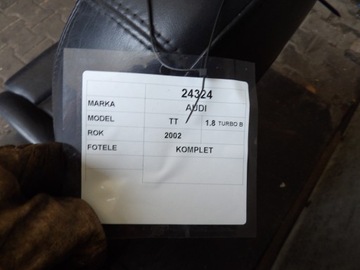 24324
MARKA AUDI
MODEL TT 1.8 TURBO B
ROK 2002
FOTELE KOMPLET